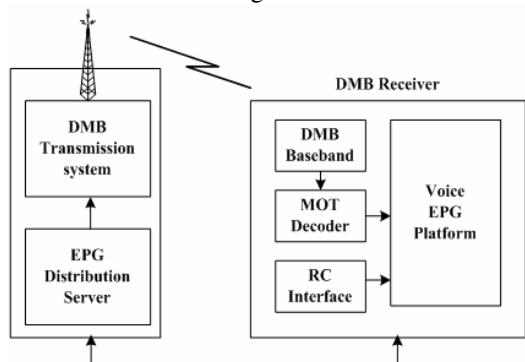 DMB
Transmission
system
EPG
Distribution
Server
DMB Receiver
DMB
Baseband
MOT
Decoder
RC
Interface
Voice
EPG
Platform